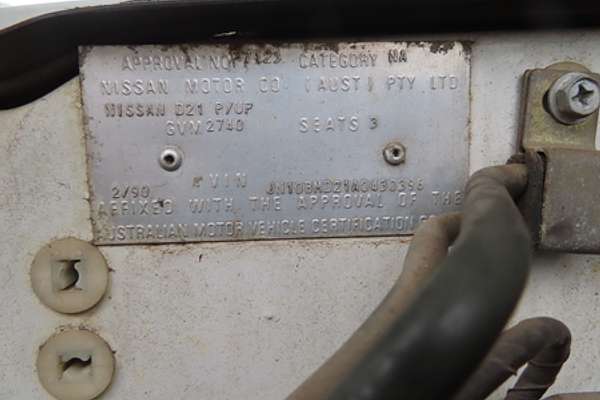 APPROVAL NO CATEGORY NA
NISSAN MOTOR CO (AUST) PTY LTD
NISSAN D21 P/UP
GVM 2740 SEATS 3
VIN
2/90
AFFIXED WITH THE APPROVAL OF THE
AUSTRALIAN MOTOR VEHICLE CERTIFICATION